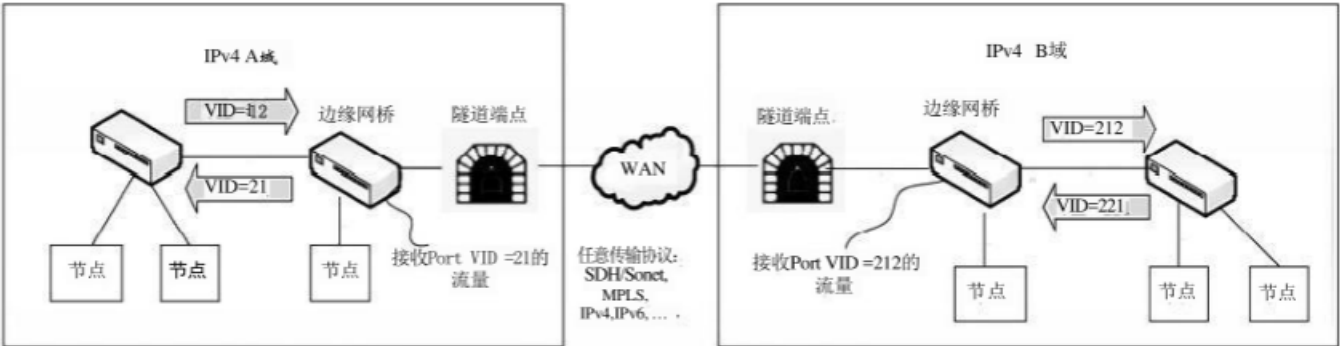 IPv4 A域
IPv4 B域
VID=112
边缘网桥
隧道端点
隧道端点.
边缘网桥
VID=212
WAN
VID=21
VID=221
节点
节点
节点
接收Port VID =21的
流量
任意传输协议:
SDH/Sonet,
MPLS,
IPv4,IPv6, … .
接收Port VID =212的
流量
节点
节点
节点